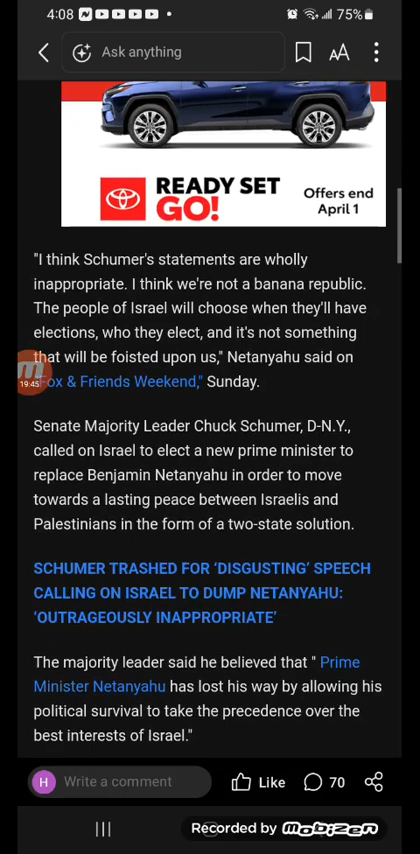 4:08 N 75%
Ask anything
AA
READY SET
GO!
Offers end
April 1
"I think Schumer's statements are wholly
inappropriate. I think we're not a banana republic.
The people of Israel will choose when they'll have
elections, who they elect, and it's not something
that will be foisted upon us," Netanyahu said on
Fox & Friends Weekend," Sunday.
19:45
Senate Majority Leader Chuck Schumer, D-N.Y.,
called on Israel to elect a new prime minister to
replace Benjamin Netanyahu in order to move
towards a lasting peace between Israelis and
Palestinians in the form of a two-state solution.
SCHUMER TRASHED FOR ‘DISGUSTING’ SPEECH
CALLING ON ISRAEL TO DUMP NETANYAHU:
‘OUTRAGEOUSLY INAPPROPRIATE’
The majority leader said he believed that " Prime
Minister Netanyahu has lost his way by allowing his
political survival to take the precedence over the
best interests of Israel."
H Write a comment Like 70
Recorded by mobizen